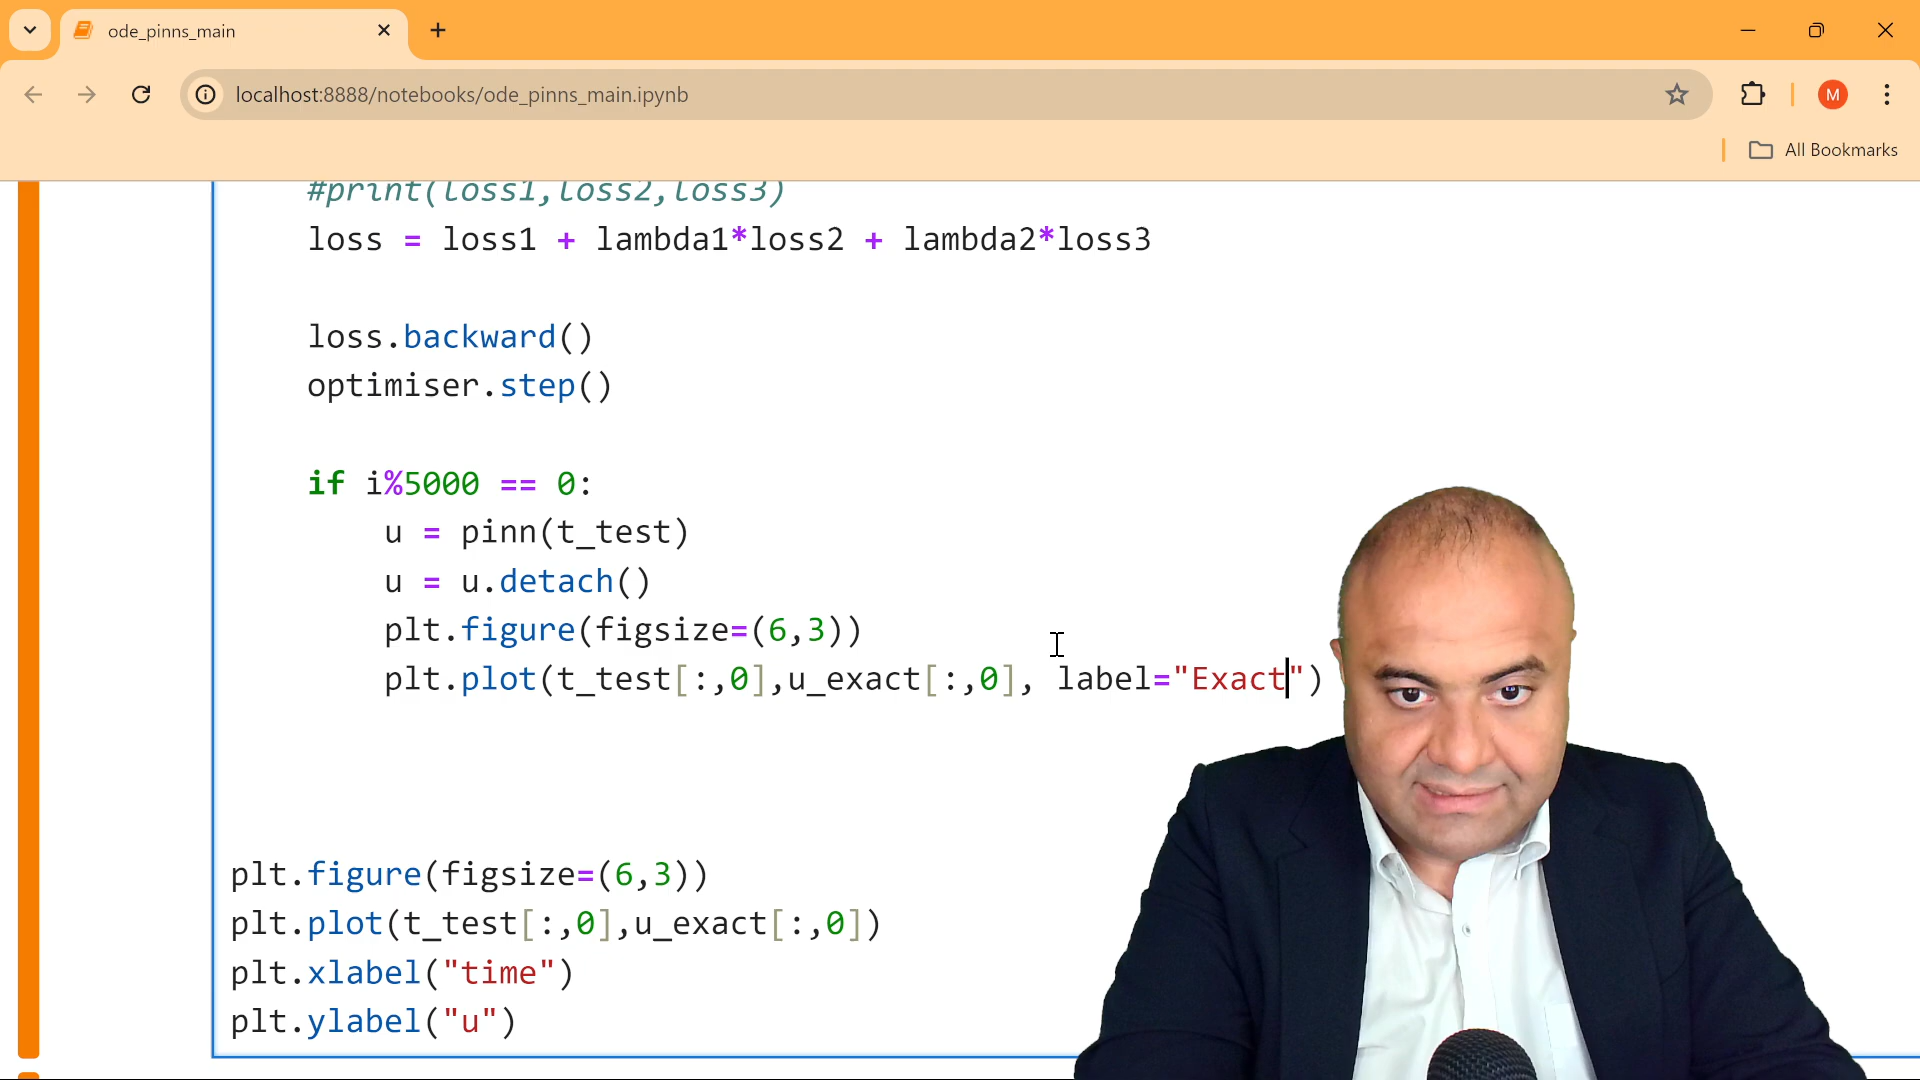 ode_pinns_main
localhost:8888/notebooks/ode_pinns_main.ipynb
M
All Bookmarks
#print(loss1,loss2,loss3)
loss = loss1 + lambda1*loss2 + lambda2*loss3
loss.backward()
optimiser.step()
if i%5000 == 0:
u = pinn(t_test)
u = u.detach()
plt.figure(figsize=(6,3))
plt.plot(t_test[:,0],u_exact[:,0], label="Exact")
plt.figure(figsize=(6,3))
plt.plot(t_test[:,0],u_exact[:,0])
plt.xlabel("time")
plt.ylabel("u")